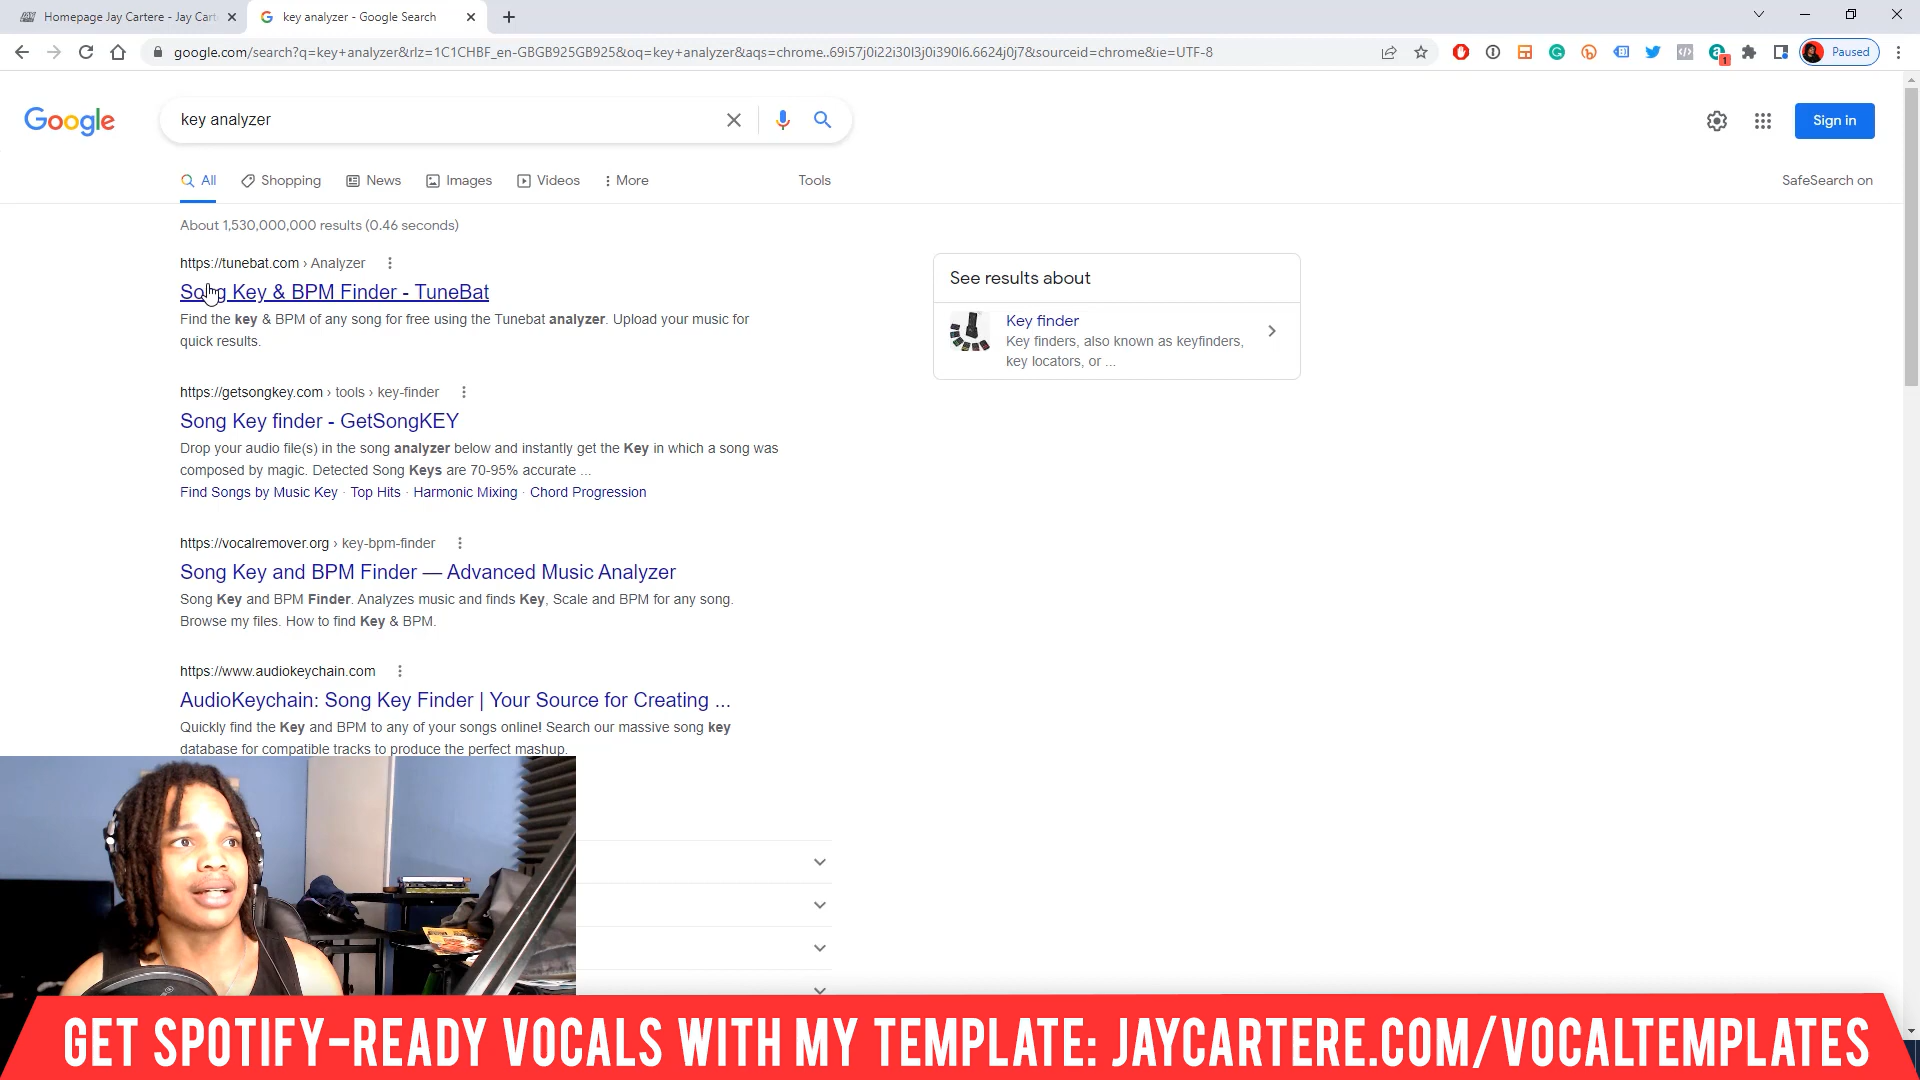 Homepage Jay Cartere - Jay Cart
key analyzer - Google Search
google.com/search?q=key+analyzer&rlz=1C1CHBF_en-GBGB925GB925&oq=key+analyzer&aqs=chrome..69i57j0i22i30l3j0i390l6.6624j0j7&sourceid=chrome&ie=UTF-8
1
Paused
Google
key analyzer
Sign in
All
Shopping
News
Images
Videos
More
Tools
SafeSearch on
About 1,530,000,000 results (0.46 seconds)
https://tunebat.com › Analyzer
Song Key & BPM Finder - TuneBat
Find the key & BPM of any song for free using the Tunebat analyzer. Upload your music for
quick results.
See results about
Key finder
Key finders, also known as keyfinders,
key locators, or ...
https://getsongkey.com › tools › key-finder
Song Key finder - GetSongKEY
Drop your audio file(s) in the song analyzer below and instantly get the Key in which a song was
composed by magic. Detected Song Keys are 70-95% accurate ...
Find Songs by Music Key · Top Hits · Harmonic Mixing · Chord Progression
https://vocalremover.org › key-bpm-finder
Song Key and BPM Finder — Advanced Music Analyzer
Song Key and BPM Finder. Analyzes music and finds Key, Scale and BPM for any song.
Browse my files. How to find Key & BPM.
https://www.audiokeychain.com
AudioKeychain: Song Key Finder | Your Source for Creating ...
Quickly find the Key and BPM to any of your songs online! Search our massive song key
database for compatible tracks to produce the perfect mashup.
GET SPOTIFY-READY VOCALS WITH MY TEMPLATE: JAYCARTERE.COM/VOCALTEMPLATES